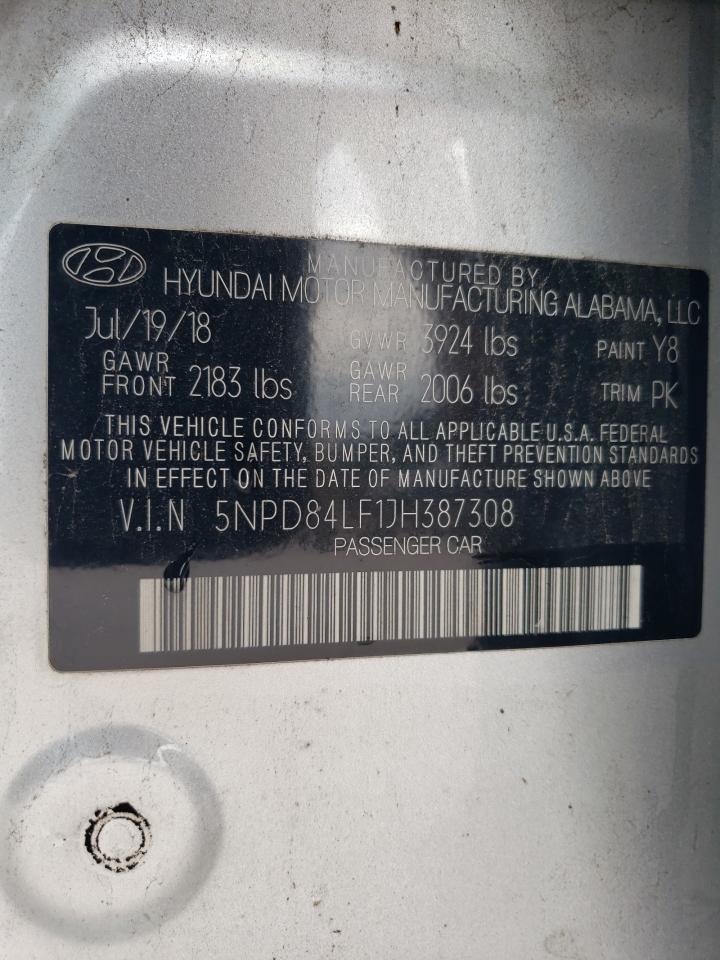 MANUFACTURED BY
HYUNDAI MOTOR MANUFACTURING ALABAMA, LLC
Jul/19/18 GVWR 3924 lbs PAINT Y8
GAWR FRONT 2183 lbs GAWR REAR 2006 lbs TRIM PK
THIS VEHICLE CONFORMS TO ALL APPLICABLE U.S.A. FEDERAL
MOTOR VEHICLE SAFETY, BUMPER, AND THEFT PREVENTION STANDARDS
IN EFFECT ON THE DATE OF MANUFACTURE SHOWN ABOVE
V.I.N 5NPD84LF1JH387308
PASSENGER CAR